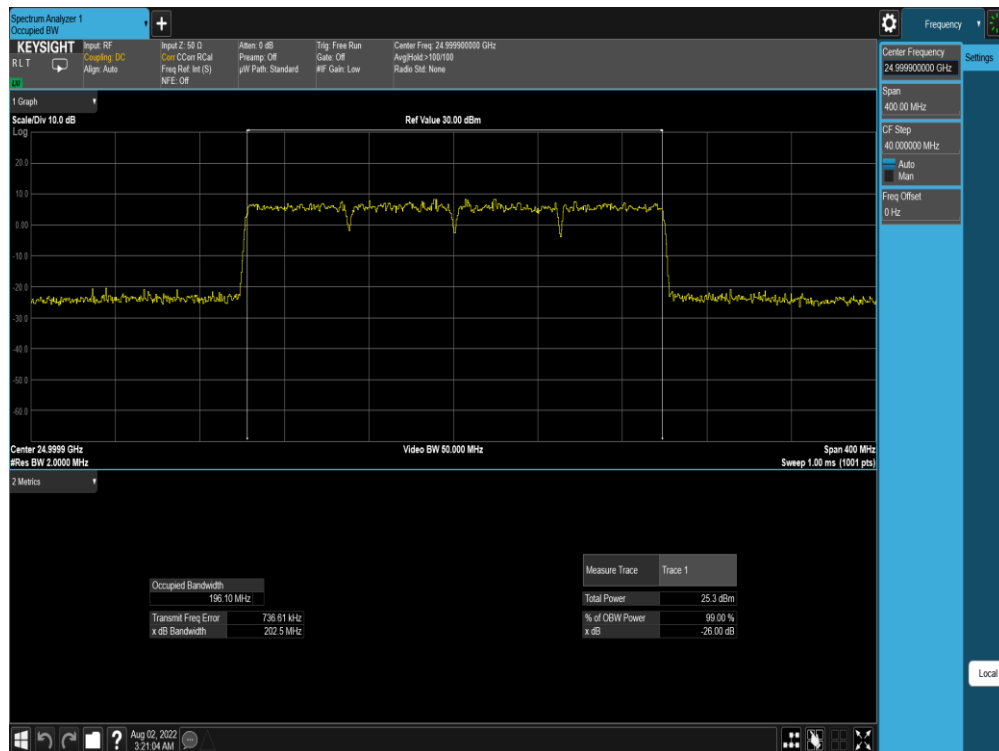 Spectrum Analyzer 1
Occupied BW
+
Frequency
KEYSIGHT
R L T
LXI
Input: RF
Coupling: DC
Align: Auto
Input Z: 50 Ω
Corr CCorr RCal
Freq Ref: Int (S)
NFE: Off
Atten: 0 dB
Preamp: Off
µW Path: Standard
Trig: Free Run
Gate: Off
#IF Gain: Low
Center Freq: 24.999900000 GHz
Avg|Hold:>100/100
Radio Std: None
Center Frequency
24.999900000 GHz
Settings
Span
400.00 MHz
CF Step
40.000000 MHz
Auto
Man
Freq Offset
0 Hz
1 Graph
Scale/Div 10.0 dB
Ref Value 30.00 dBm
Log
20.0
10.0
0.00
-10.0
-20.0
-30.0
-40.0
-50.0
-60.0
Center 24.9999 GHz
Video BW 50.000 MHz
Span 400 MHz
#Res BW 2.0000 MHz
Sweep 1.00 ms (1001 pts)
2 Metrics
Measure Trace Trace 1
Occupied Bandwidth
196.10 MHz
Total Power 25.3 dBm
Transmit Freq Error 736.61 kHz
% of OBW Power 99.00 %
x dB Bandwidth 202.5 MHz
x dB -26.00 dB
Local
?
Aug 02, 2022
3:21:04 AM